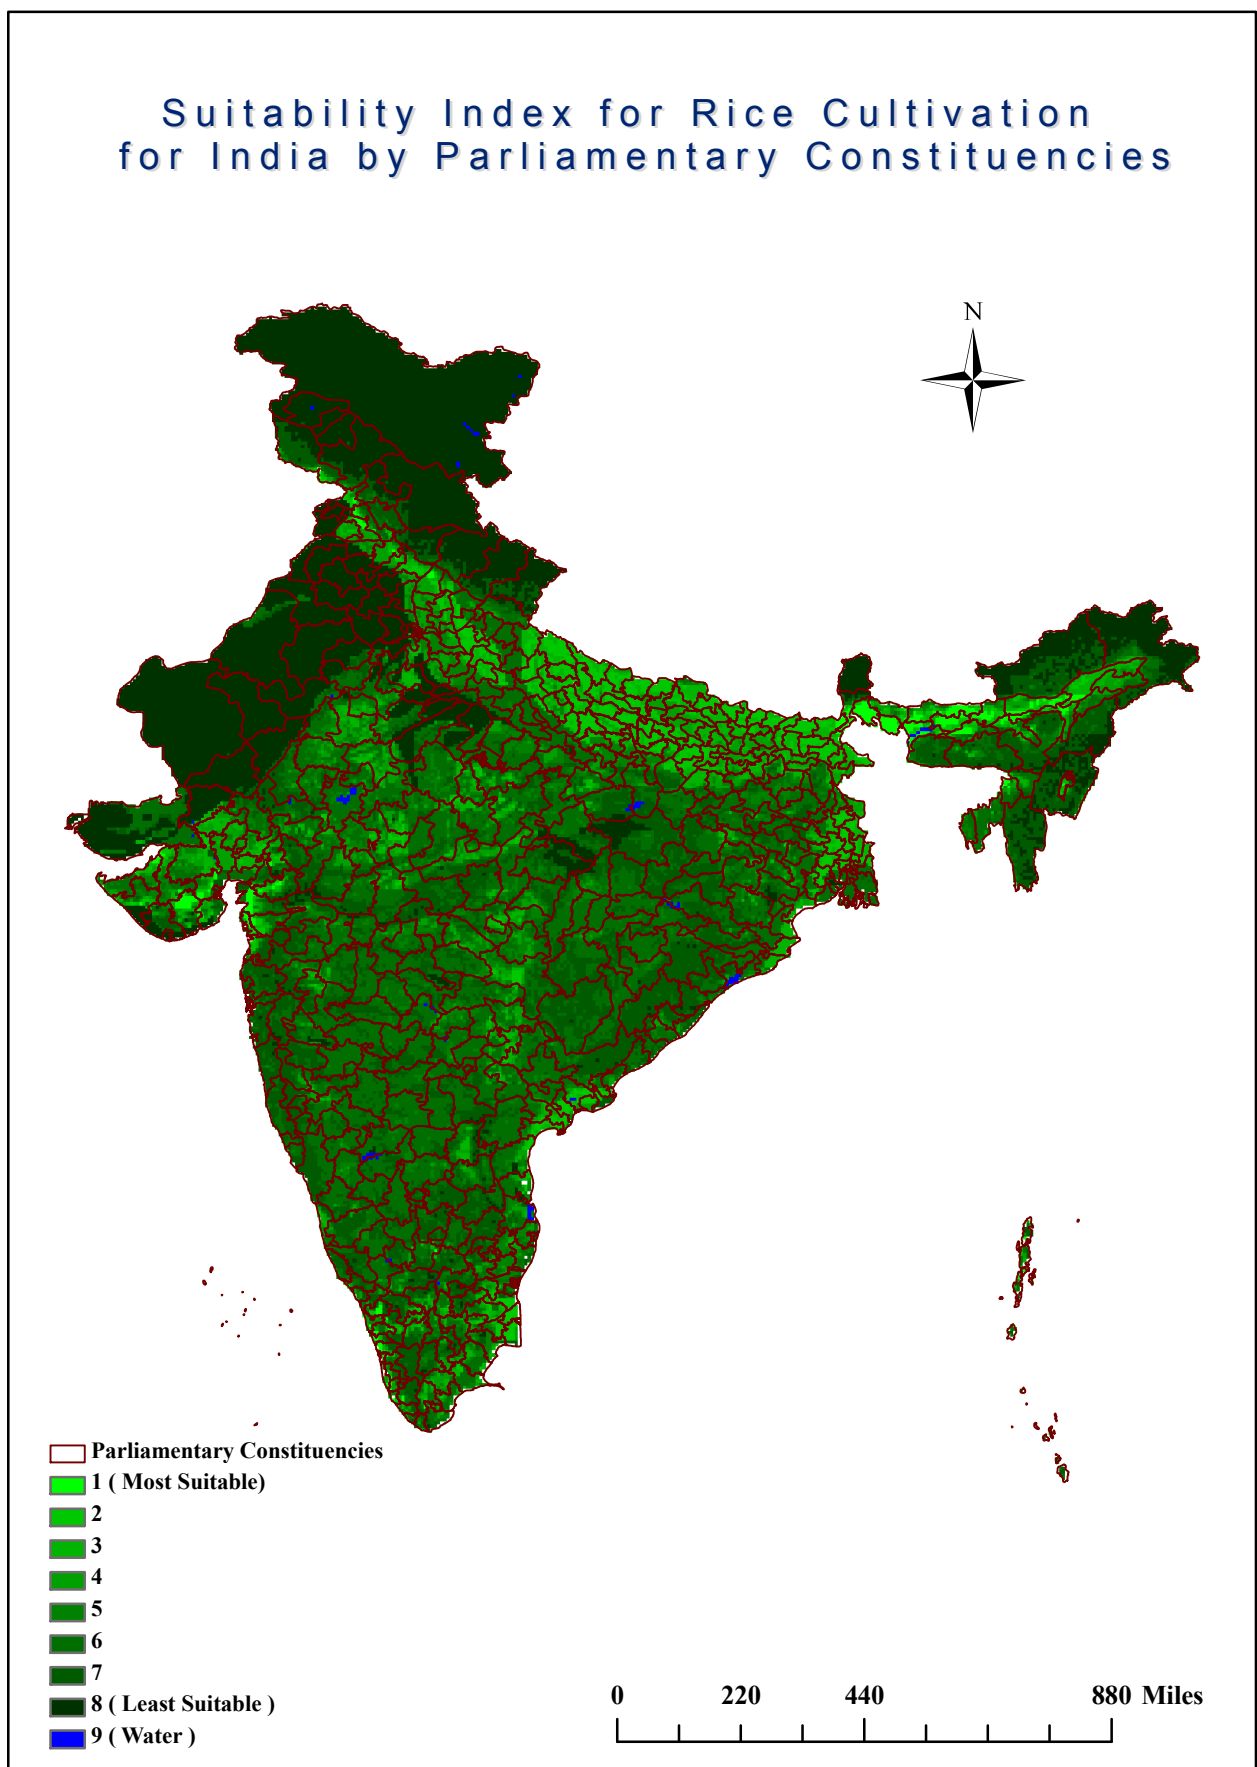 Suitability Index for Rice Cultivation
for India by Parliamentary Constituencies
N
Parliamentary Constituencies
1 ( Most Suitable)
2
3
4
5
6
7
8 ( Least Suitable )
9 ( Water )
0 220 440 880 Miles